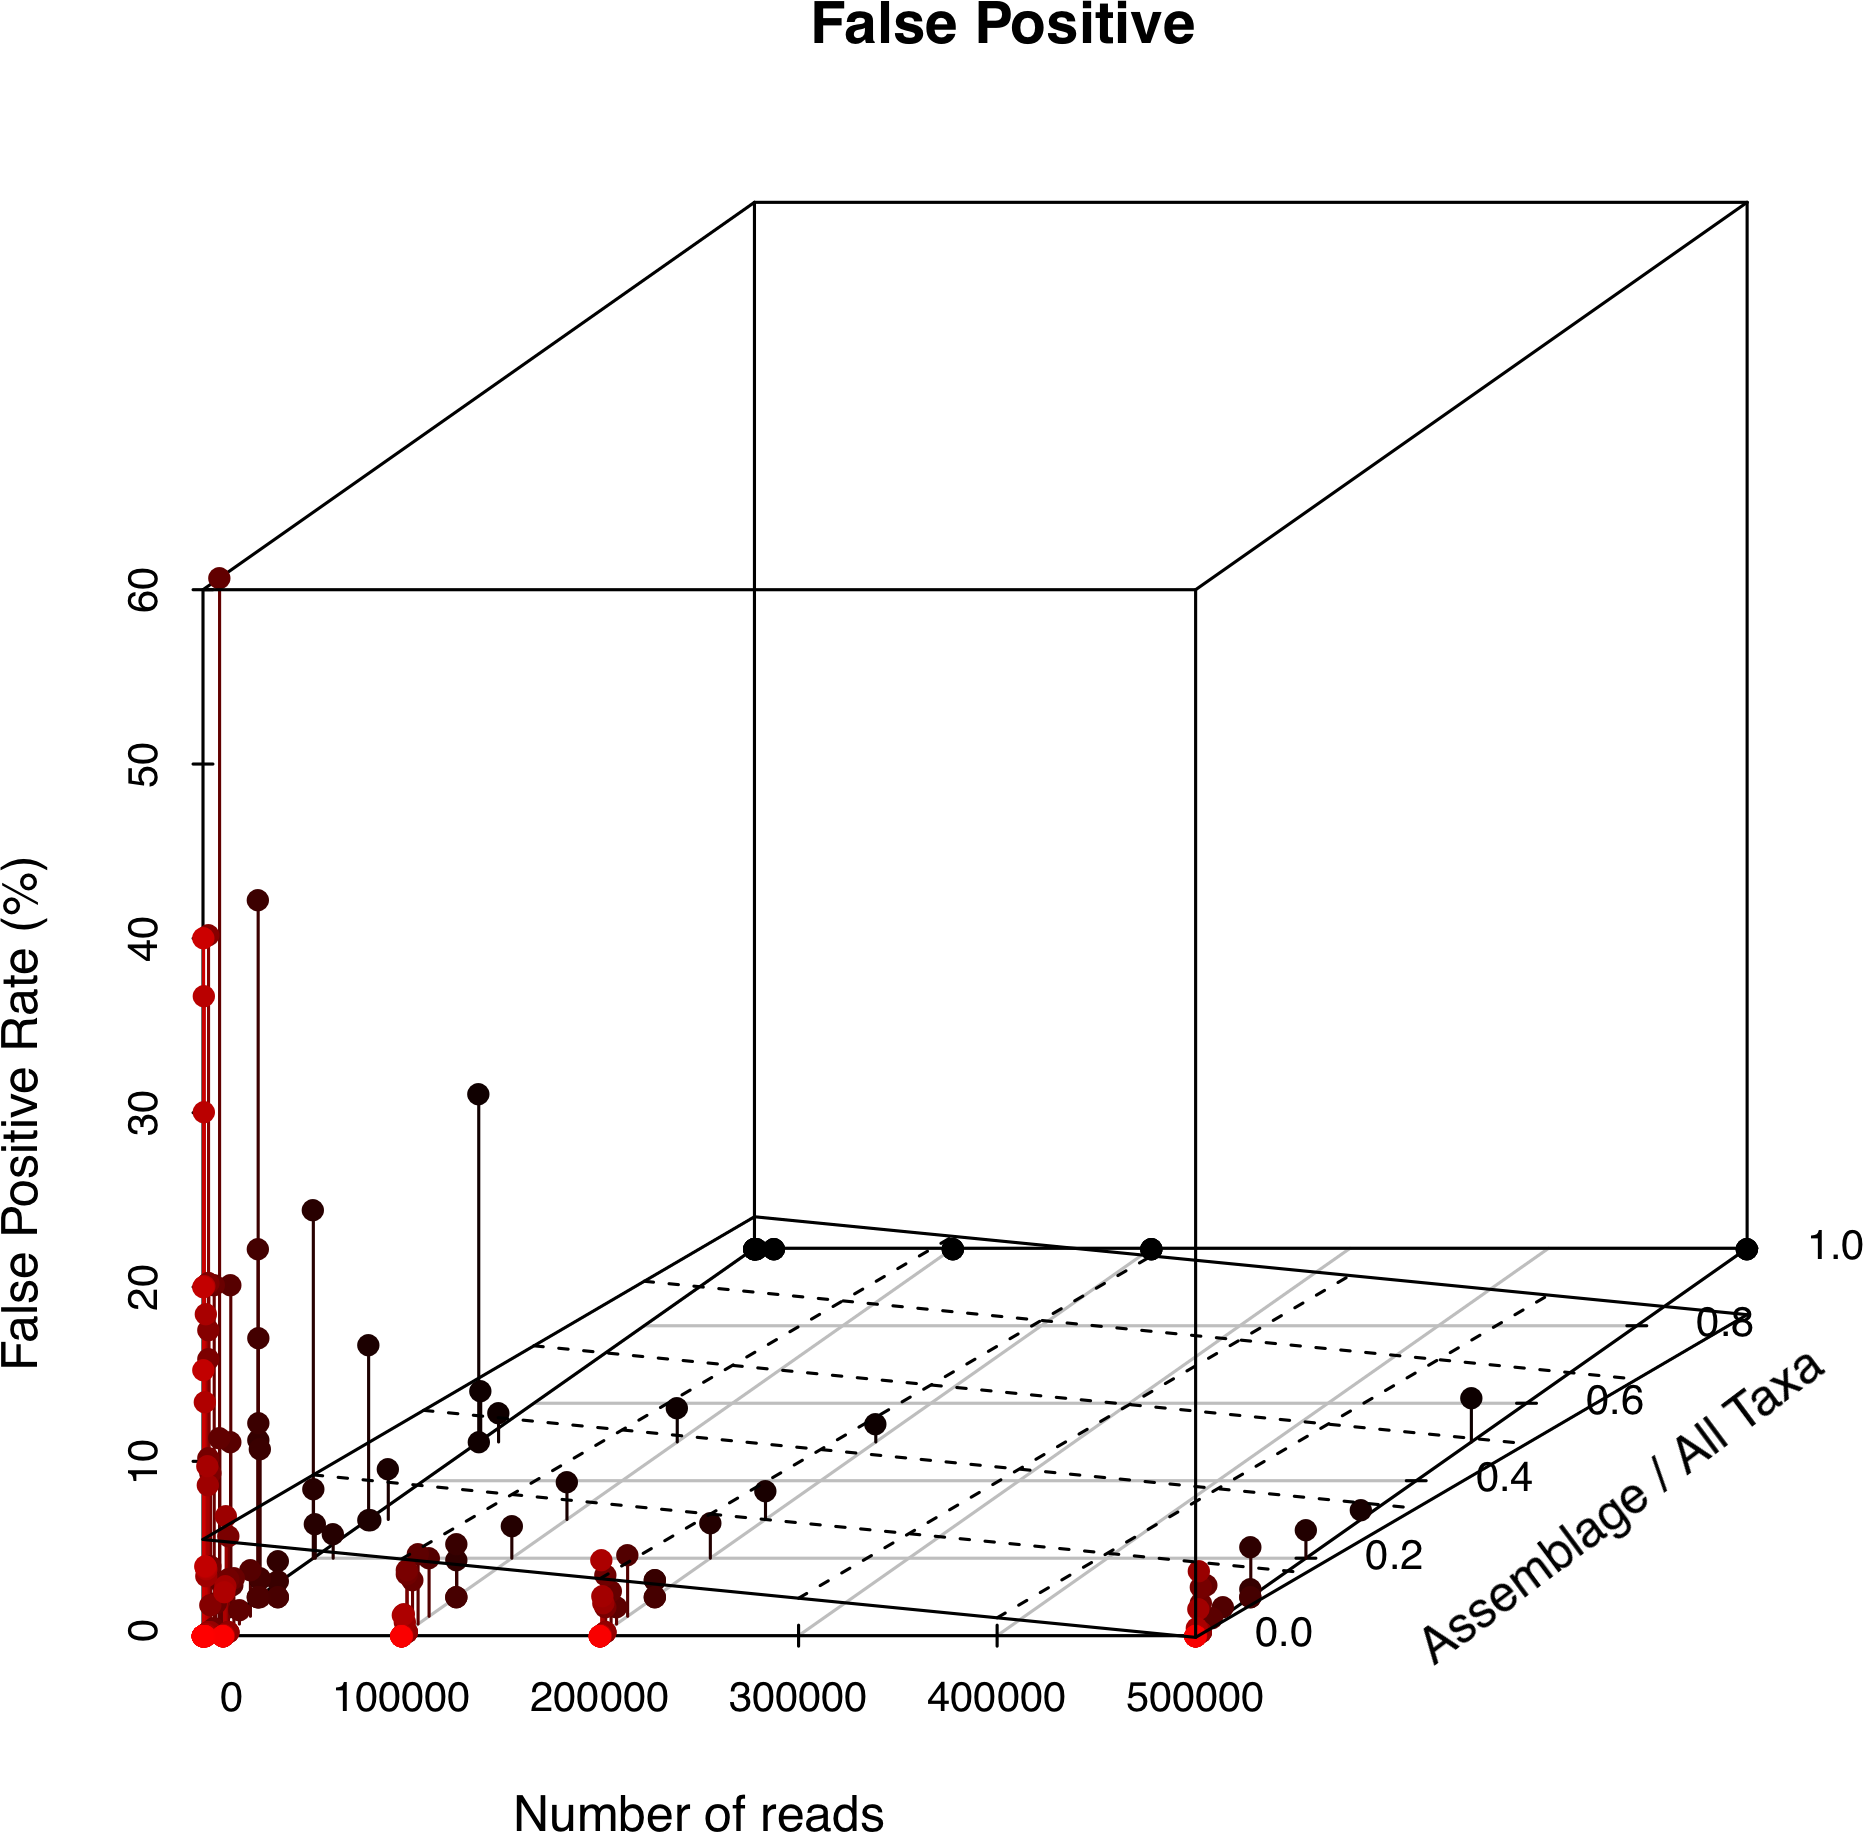 False Positive
False Positive Rate (%)
60
50
40
30
20
10
0
0 100000 200000 300000 400000 500000
Number of reads
0.0
0.2
0.4
0.6
0.8
1.0
Assemblage / All Taxa